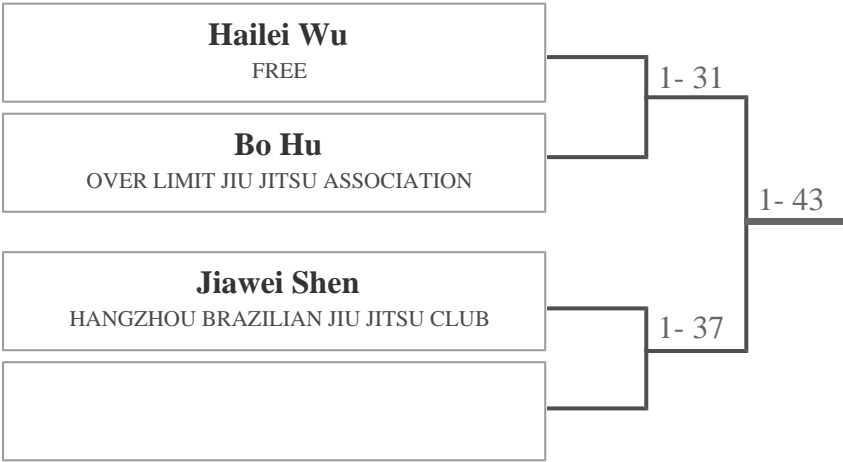 Hailei Wu
FREE
1- 31
Bo Hu
OVER LIMIT JIU JITSU ASSOCIATION
1- 43
Jiawei Shen
HANGZHOU BRAZILIAN JIU JITSU CLUB
1- 37